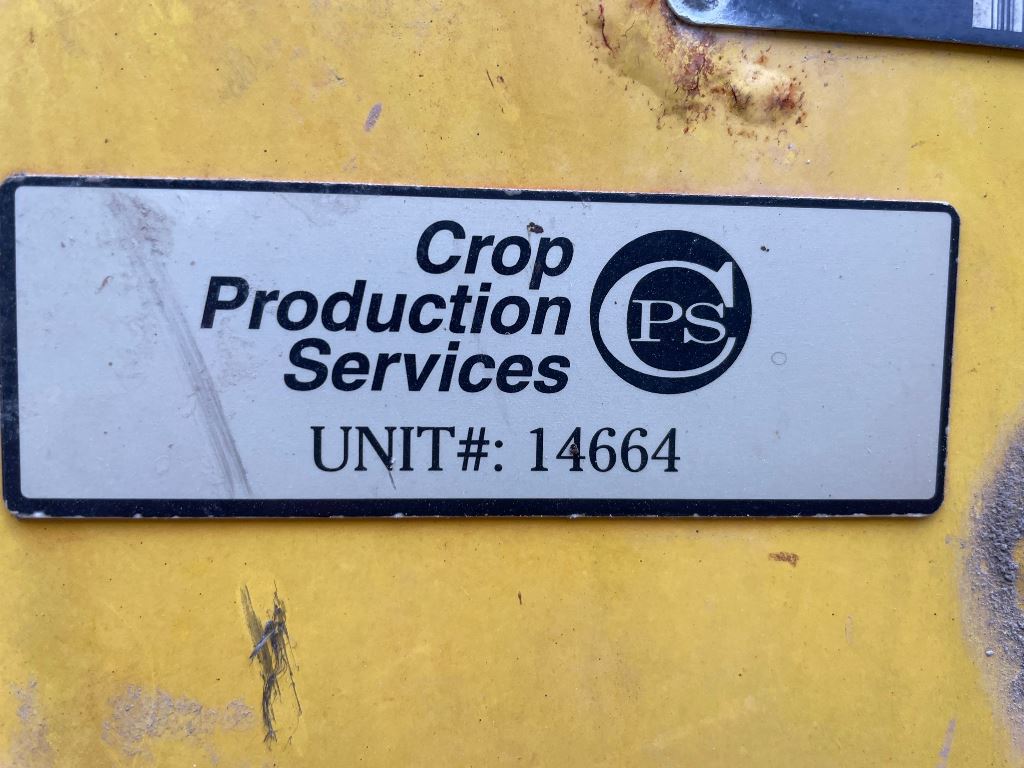 Crop
Production
Services
CPS
UNIT#: 14664